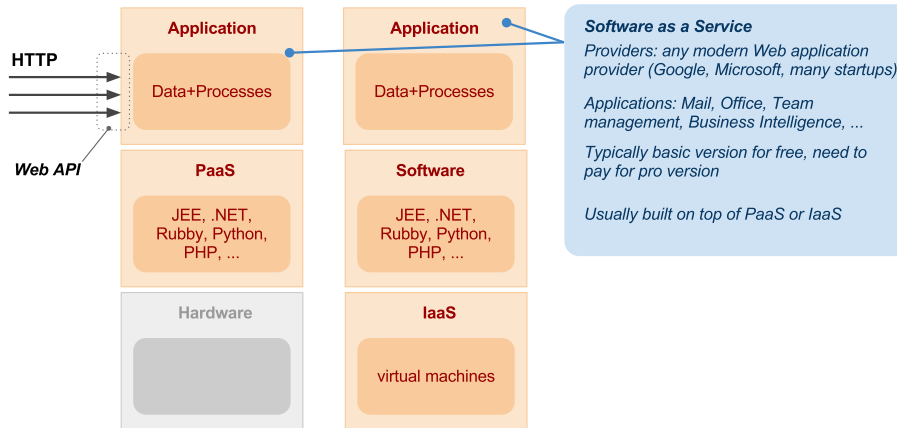 HTTP
Web API
Application
Data+Processes
PaaS
JEE, .NET,
Rubby, Python,
PHP, ...
Hardware
Application
Data+Processes
Software
JEE, .NET,
Rubby, Python,
PHP, ...
IaaS
virtual machines
Software as a Service
Providers: any modern Web application
provider (Google, Microsoft, many startups)
Applications: Mail, Office, Team
management, Business Intelligence, ...
Typically basic version for free, need to
pay for pro version
Usually built on top of PaaS or IaaS